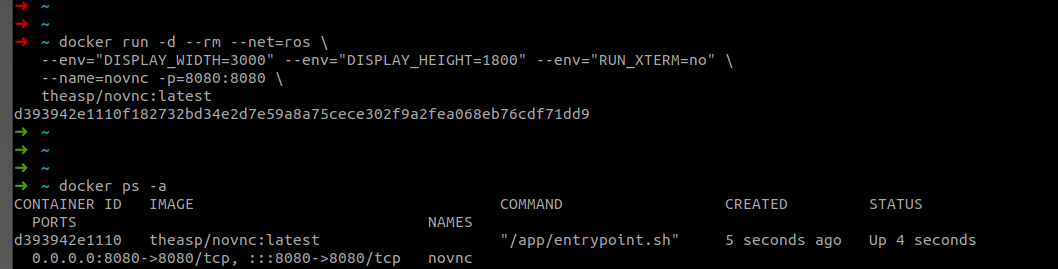 ➜ ~
➜ ~
➜ ~ docker run -d --rm --net=ros \
--env="DISPLAY_WIDTH=3000" --env="DISPLAY_HEIGHT=1800" --env="RUN_XTERM=no" \
--name=novnc -p=8080:8080 \
theasp/novnc:latest
d393942e1110f182732bd34e2d7e59a8a75cece302f9a2fea068eb76cdf71dd9
➜ ~
➜ ~
➜ ~
➜ ~ docker ps -a
CONTAINER ID IMAGE COMMAND CREATED STATUS
PORTS NAMES
d393942e1110 theasp/novnc:latest "/app/entrypoint.sh" 5 seconds ago Up 4 seconds
0.0.0.0:8080->8080/tcp, :::8080->8080/tcp novnc